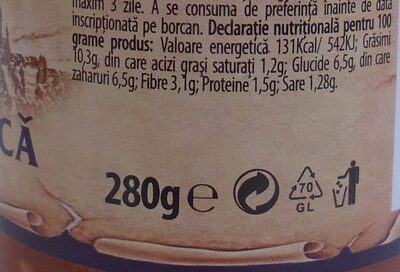 maxim 3 zile. A se consuma de preferință înainte de data
inscripționată pe borcan. Declarație nutrițională pentru 100
grame produs: Valoare energetică 131Kcal/ 542KJ; Grăsimi
10,3g, din care acizi grași saturați 1,2g; Glucide 6,5g, din care
zaharuri 6,5g; Fibre 3,1g; Proteine 1,5g; Sare 1,28g.
CĂ
280g e
70
GL